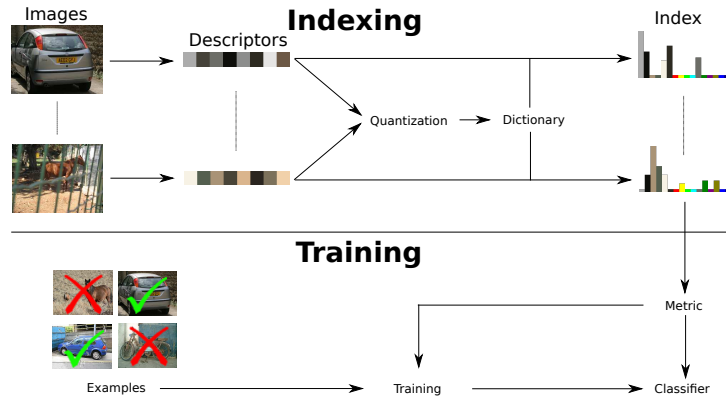 Indexing
Images
Descriptors
Index
Quantization
Dictionary
Training
Metric
Examples
Training
Classifier